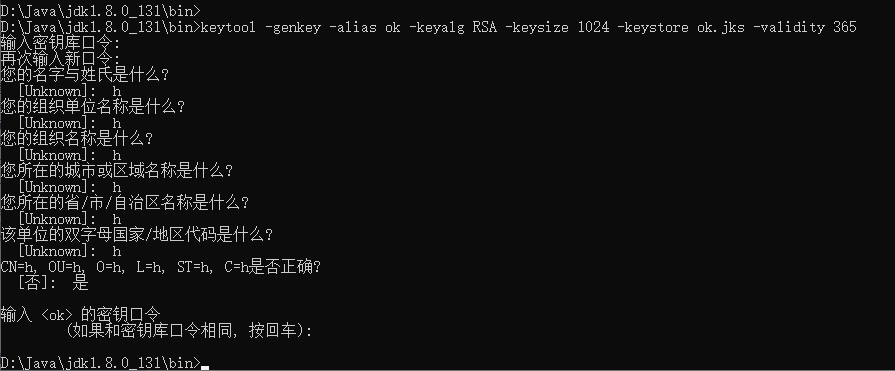 D:\Java\jdk1.8.0_131\bin>
D:\Java\jdk1.8.0_131\bin>keytool -genkey -alias ok -keyalg RSA -keysize 1024 -keystore ok.jks -validity 365
输入密钥库口令:
再次输入新口令:
您的名字与姓氏是什么?
  [Unknown]:  h
您的组织单位名称是什么?
  [Unknown]:  h
您的组织名称是什么?
  [Unknown]:  h
您所在的城市或区域名称是什么?
  [Unknown]:  h
您所在的省/市/自治区名称是什么?
  [Unknown]:  h
该单位的双字母国家/地区代码是什么?
  [Unknown]:  h
CN=h, OU=h, O=h, L=h, ST=h, C=h是否正确?
  [否]:  是
输入 <ok> 的密钥口令
        (如果和密钥库口令相同, 按回车):
D:\Java\jdk1.8.0_131\bin>